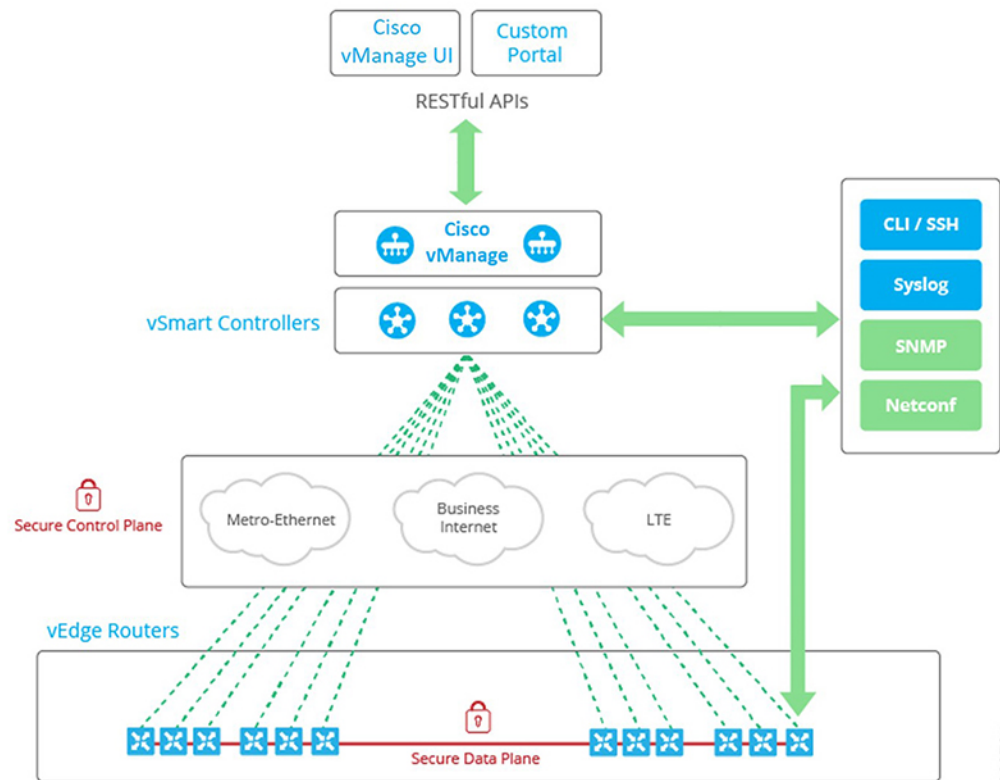 Cisco
vManage UI
Custom
Portal
RESTful APIs
Cisco
vManage
vSmart Controllers
CLI / SSH
Syslog
SNMP
Netconf
Secure Control Plane
Metro-Ethernet
Business
Internet
LTE
vEdge Routers
Secure Data Plane